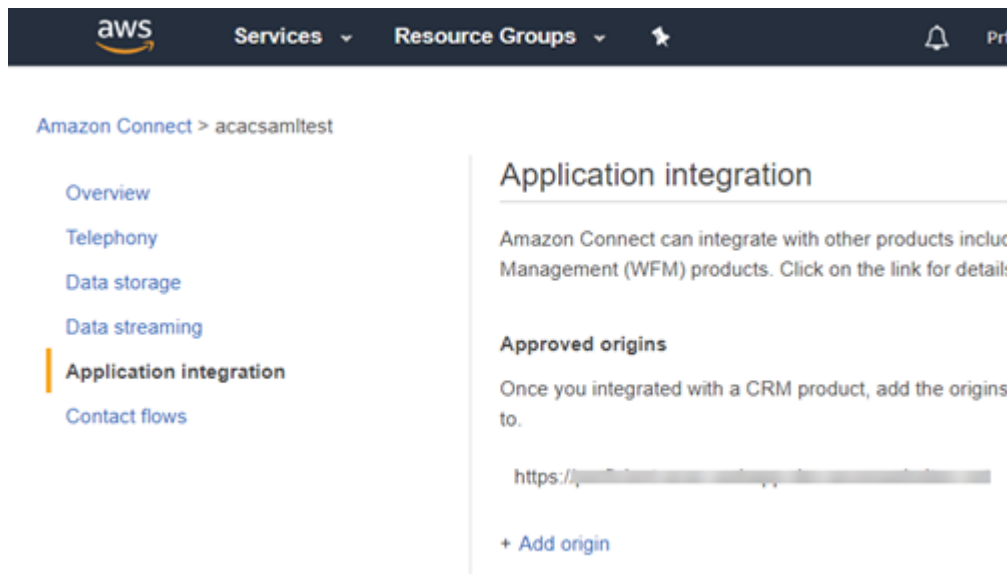 aws
Services
Resource Groups
Amazon Connect > acacsamltest
Overview
Telephony
Data storage
Data streaming
Application integration
Contact flows
Application integration
Amazon Connect can integrate with other products includ
Management (WFM) products. Click on the link for details
Approved origins
Once you integrated with a CRM product, add the origins
to.
https://
+ Add origin